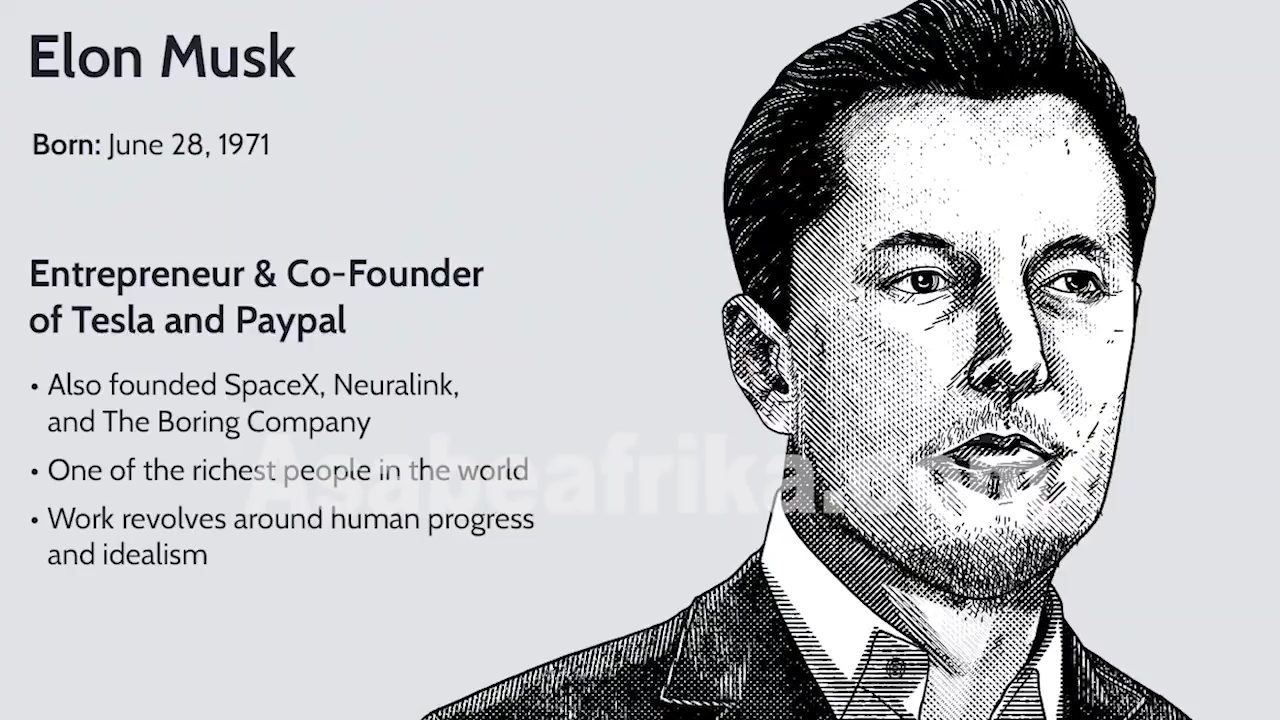 Elon Musk
Born: June 28, 1971
Entrepreneur & Co-Founder
of Tesla and Paypal
• Also founded SpaceX, Neuralink,
and The Boring Company
• One of the richest people in the world
• Work revolves around human progress
and idealism